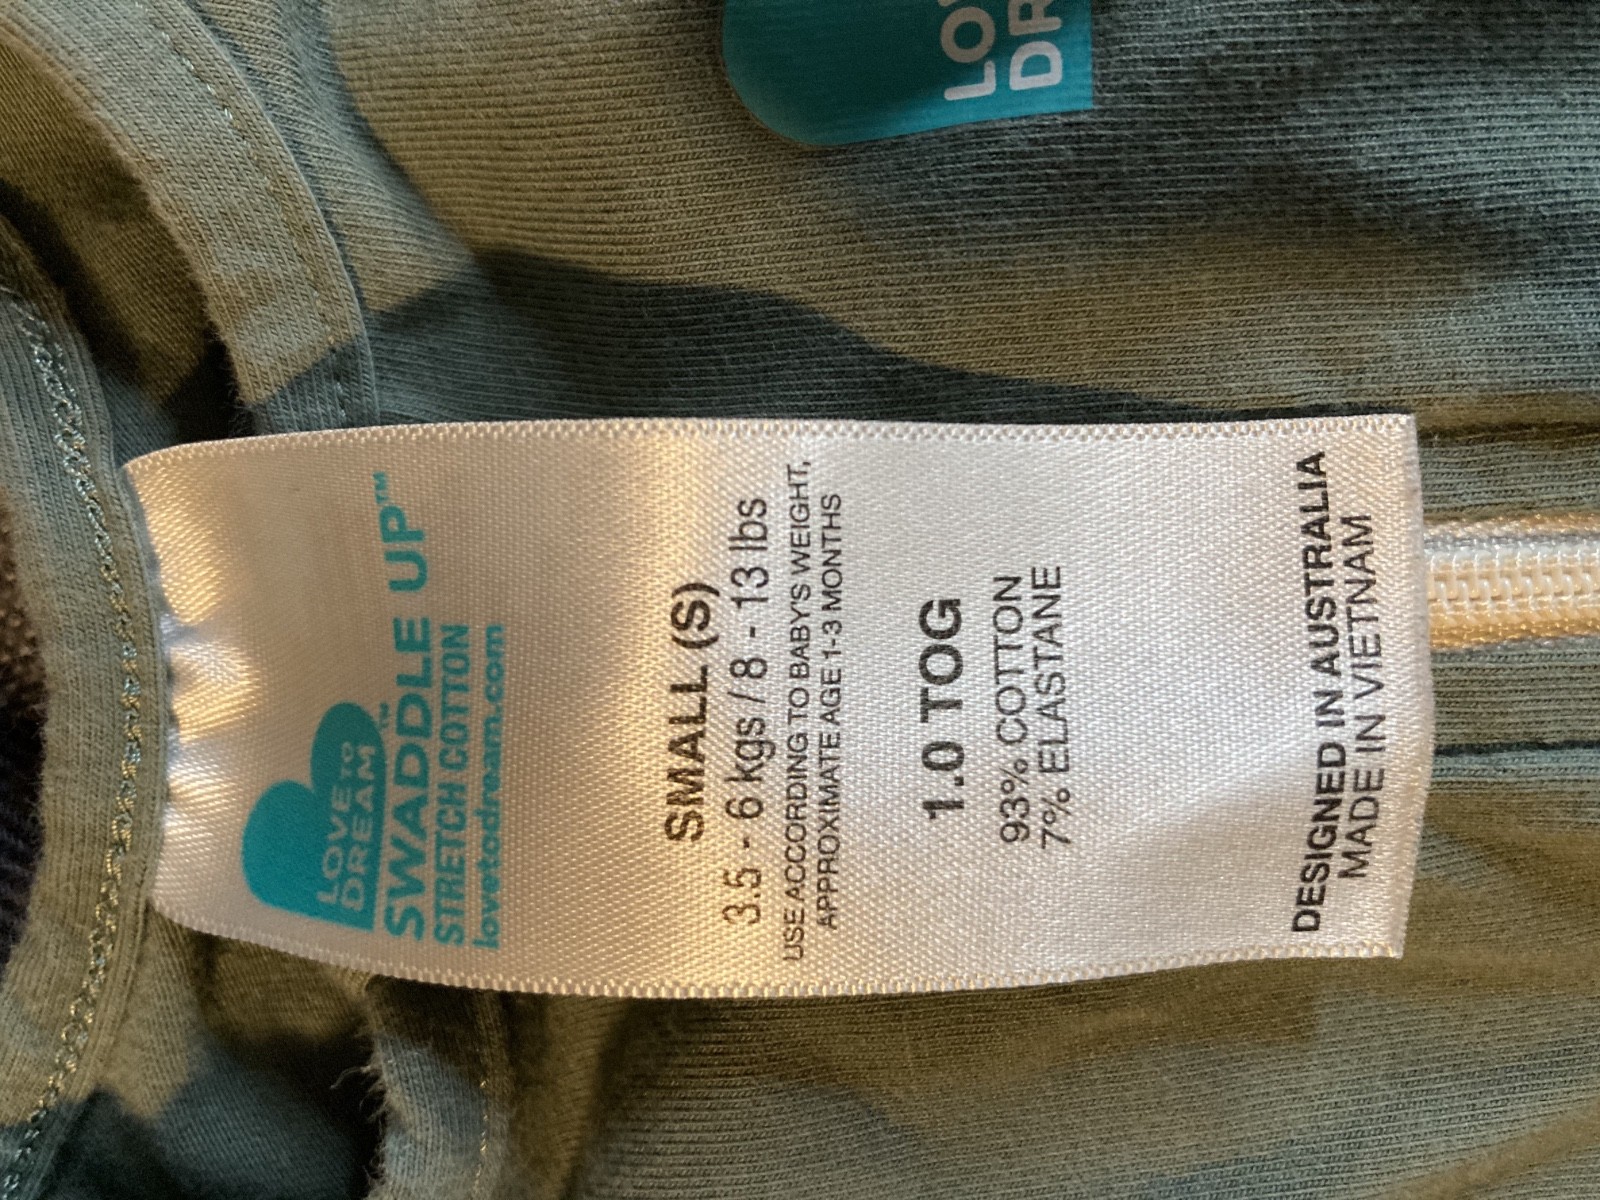 LOVE TO
DREAM™
SWADDLE UP™
STRETCH COTTON
lovetodream.com
SMALL (S)
3.5 - 6 kgs / 8 - 13 lbs
USE ACCORDING TO BABY'S WEIGHT,
APPROXIMATE AGE 1-3 MONTHS
1.0 TOG
93% COTTON
7% ELASTANE
DESIGNED IN AUSTRALIA
MADE IN VIETNAM